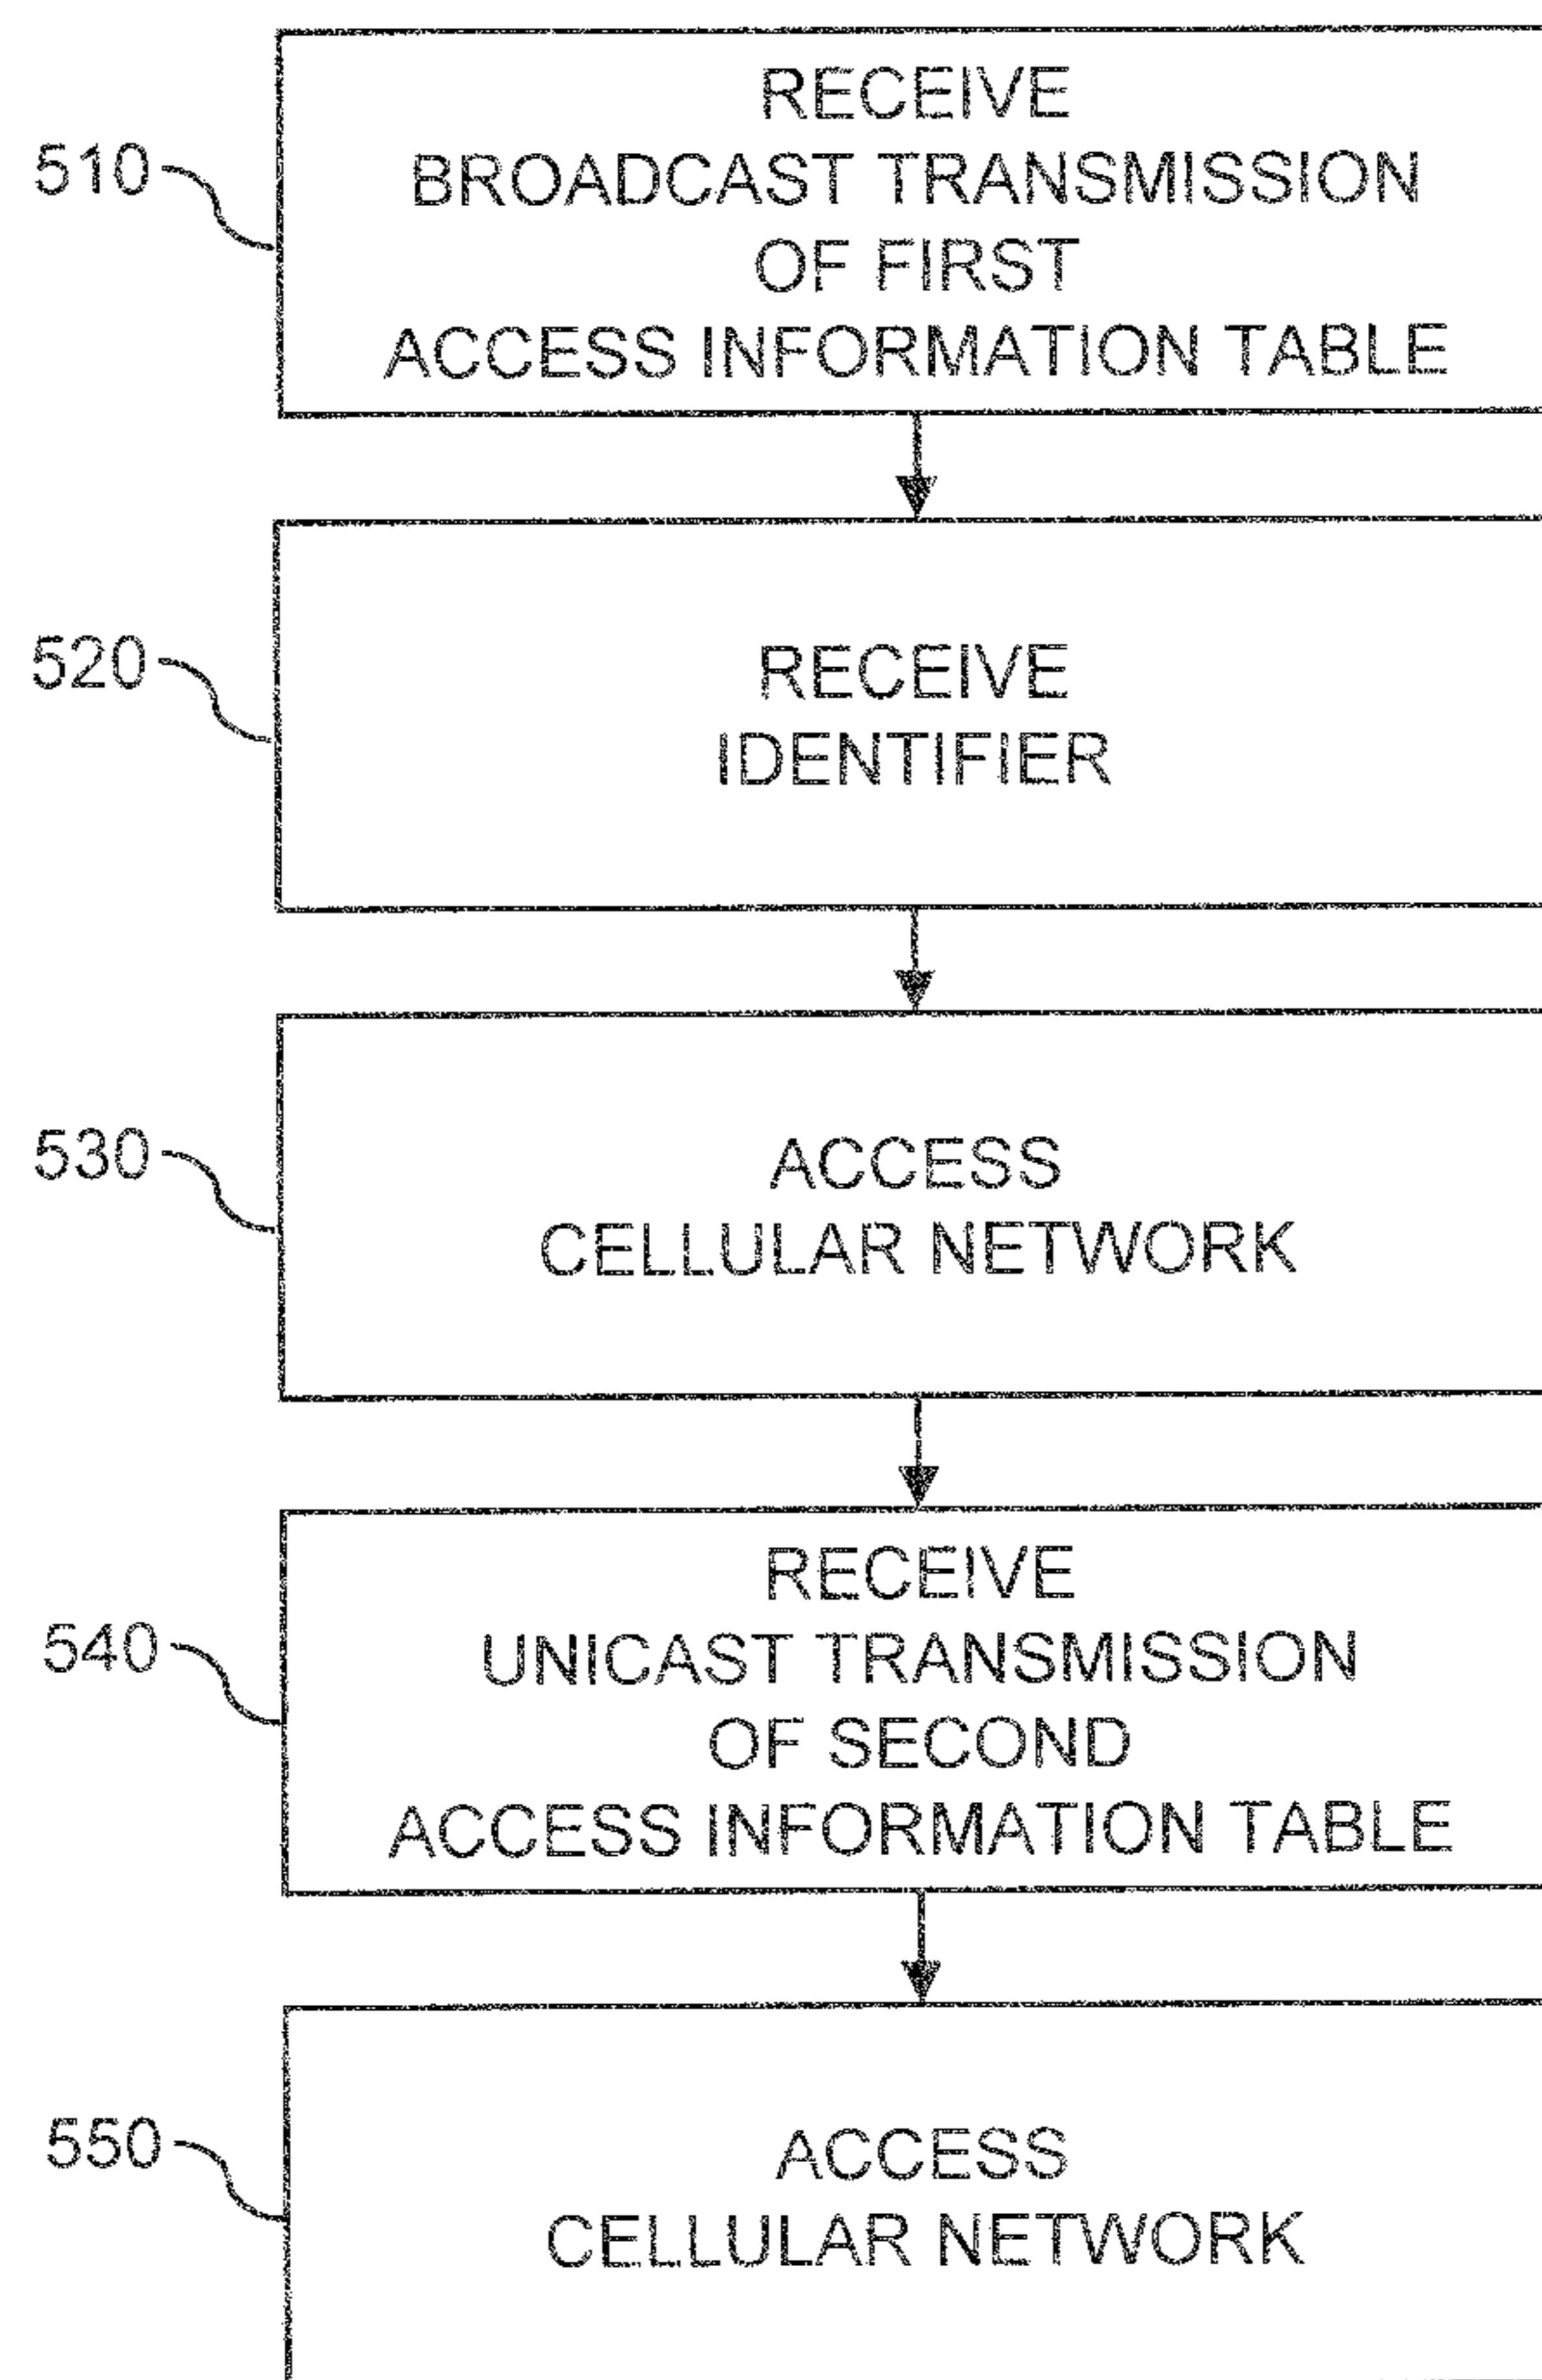 510
RECEIVE
BROADCAST TRANSMISSION
OF FIRST
ACCESS INFORMATION TABLE
520
RECEIVE
IDENTIFIER
530
ACCESS
CELLULAR NETWORK
540
RECEIVE
UNICAST TRANSMISSION
OF SECOND
ACCESS INFORMATION TABLE
550
ACCESS
CELLULAR NETWORK